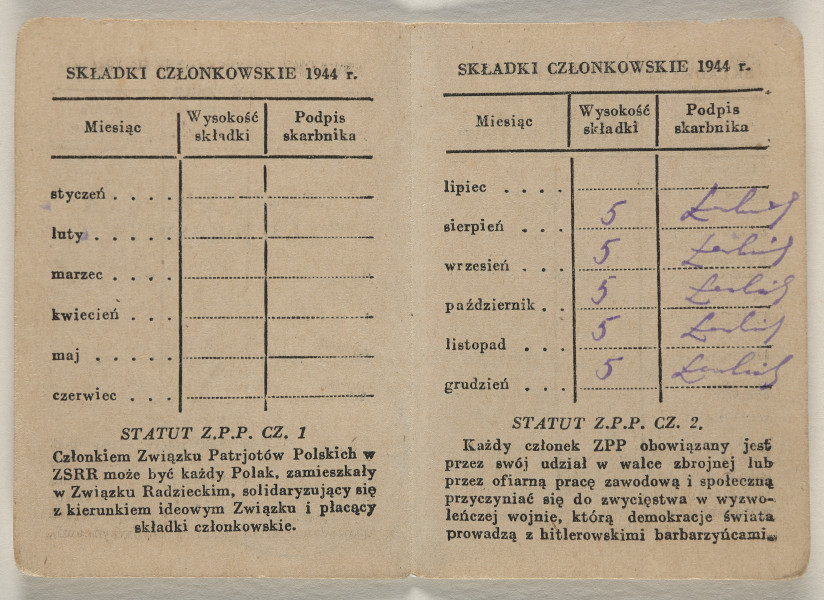 SKŁADKI CZŁONKOWSKIE 1944 r.
Miesiąc Wysokość składki Podpis skarbnika
styczeń . . . .
luty . . . . .
marzec . . . .
kwiecień . . .
maj . . . . .
czerwiec . . .
STATUT Z.P.P. CZ. 1
Członkiem Związku Patrjotów Polskich w
ZSRR może być każdy Polak, zamieszkały
w Związku Radzieckim, solidaryzujący się
z kierunkiem ideowym Związku i płacący
składki członkowskie.
SKŁADKI CZŁONKOWSKIE 1944 r.
Miesiąc Wysokość składki Podpis skarbnika
lipiec . . . .
sierpień . . . 5
wrzesień . . . 5
październik . . 5
listopad . . . 5
grudzień . . . 5
STATUT Z.P.P. CZ. 2.
Każdy członek ZPP obowiązany jest
przez swój udział w walce zbrojnej lub
przez ofiarną pracę zawodową i społeczną
przyczyniać się do zwycięstwa w wyzwo-
leńczej wojnie, którą demokracje świata
prowadzą z hitlerowskimi barbarzyńcami.